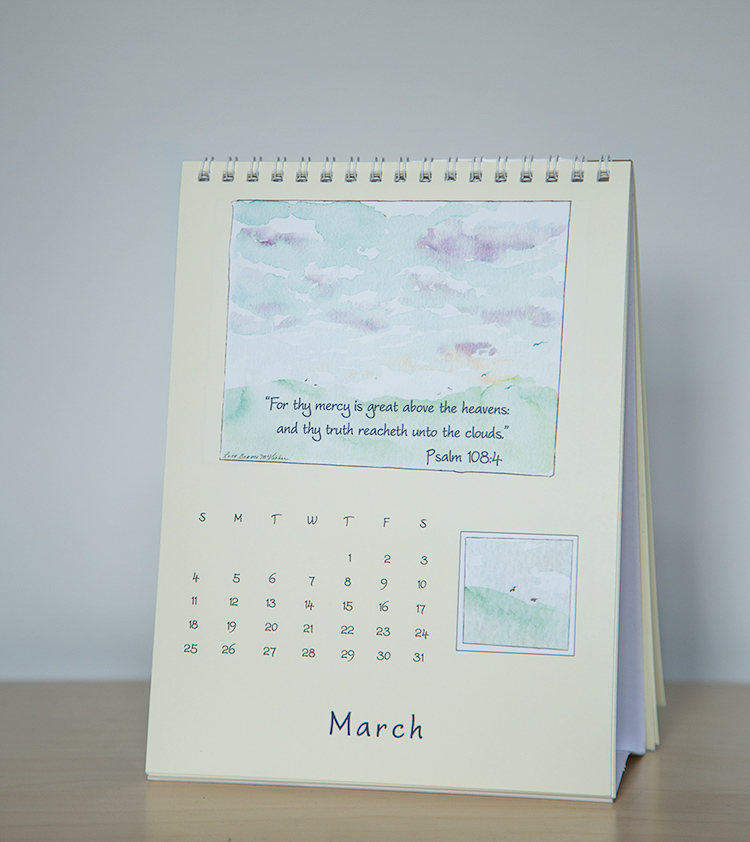 “For thy mercy is great above the heavens:
and thy truth reacheth unto the clouds.”
Psalm 108:4
S M T W T F S
1 2 3
4 5 6 7 8 9 10
11 12 13 14 15 16 17
18 19 20 21 22 23 24
25 26 27 28 29 30 31
March